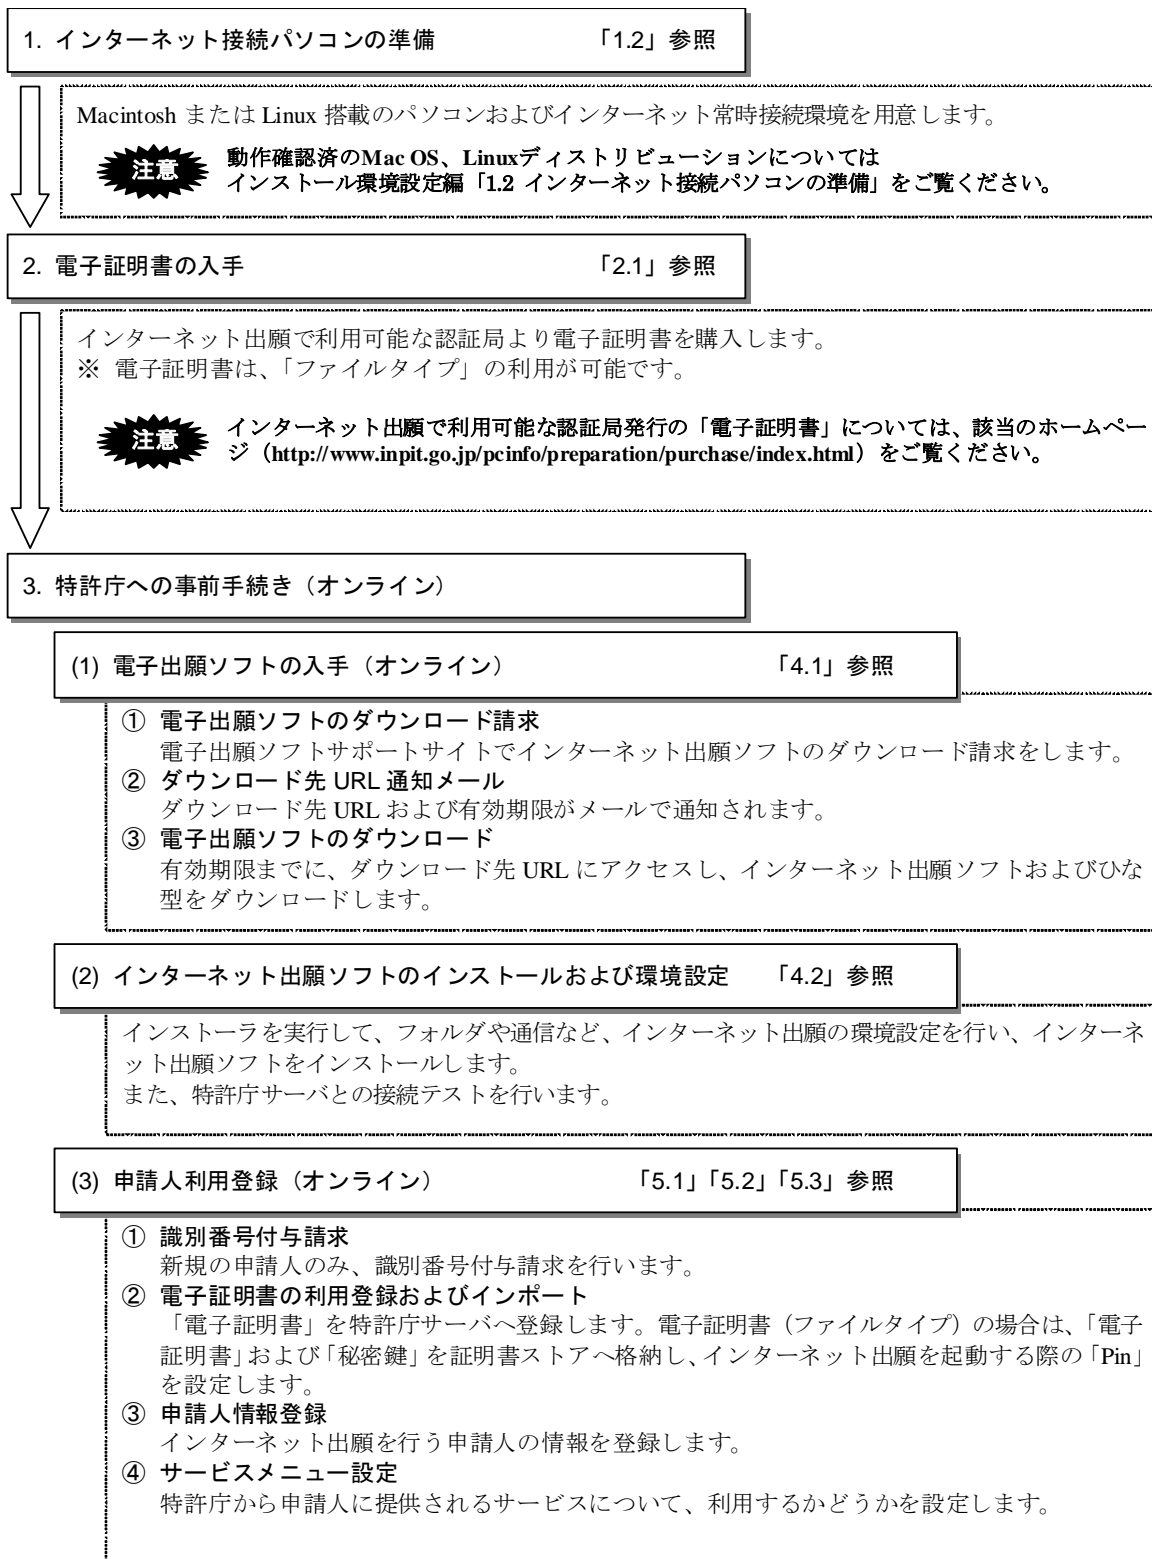 1. インターネット接続パソコンの準備 「1.2」参照
Macintosh または Linux 搭載のパソコンおよびインターネット常時接続環境を用意します。
注意
動作確認済のMac OS、Linuxディストリビューションについては
インストール環境設定編「1.2 インターネット接続パソコンの準備」をご覧ください。
2. 電子証明書の入手 「2.1」参照
インターネット出願で利用可能な認証局より電子証明書を購入します。
※ 電子証明書は、「ファイルタイプ」の利用が可能です。
注意
インターネット出願で利用可能な認証局発行の「電子証明書」については、該当のホームペー
ジ（http://www.inpit.go.jp/pcinfo/preparation/purchase/index.html）をご覧ください。
3. 特許庁への事前手続き（オンライン）
(1) 電子出願ソフトの入手（オンライン） 「4.1」参照
① 電子出願ソフトのダウンロード請求
電子出願ソフトサポートサイトでインターネット出願ソフトのダウンロード請求をします。
② ダウンロード先 URL 通知メール
ダウンロード先 URL および有効期限がメールで通知されます。
③ 電子出願ソフトのダウンロード
有効期限までに、ダウンロード先 URL にアクセスし、インターネット出願ソフトおよびひな
型をダウンロードします。
(2) インターネット出願ソフトのインストールおよび環境設定 「4.2」参照
インストーラを実行して、フォルダや通信など、インターネット出願の環境設定を行い、インターネ
ット出願ソフトをインストールします。
また、特許庁サーバとの接続テストを行います。
(3) 申請人利用登録（オンライン） 「5.1」「5.2」「5.3」参照
① 識別番号付与請求
新規の申請人のみ、識別番号付与請求を行います。
② 電子証明書の利用登録およびインポート
「電子証明書」を特許庁サーバへ登録します。電子証明書（ファイルタイプ）の場合は、「電子
証明書」および「秘密鍵」を証明書ストアへ格納し、インターネット出願を起動する際の「Pin」
を設定します。
③ 申請人情報登録
インターネット出願を行う申請人の情報を登録します。
④ サービスメニュー設定
特許庁から申請人に提供されるサービスについて、利用するかどうかを設定します。